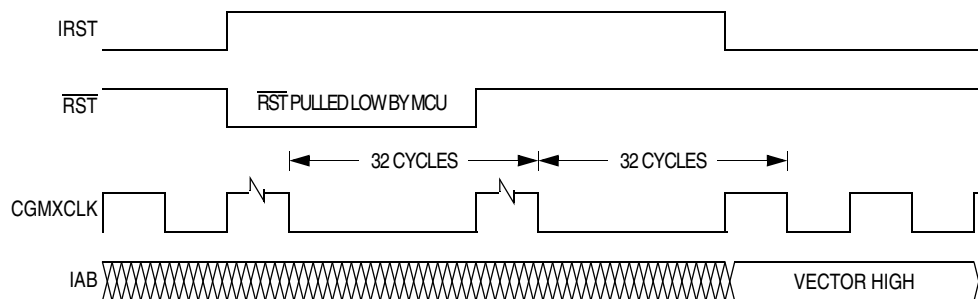 IRST
RST
RST PULLED LOW BY MCU
32 CYCLES
32 CYCLES
CGMXCLK
IAB
VECTOR HIGH